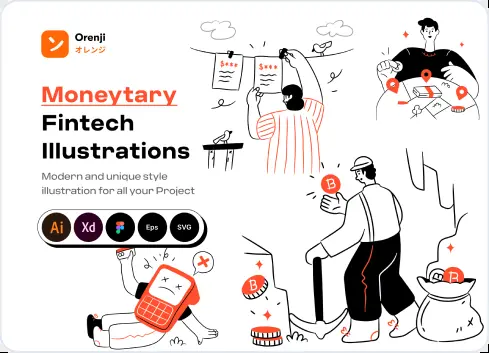 Orenji
オレンジ
Moneytary
Fintech
Illustrations
Modern and unique style
illustration for all your Project
Ai
Xd
Eps
SVG
$***
$***
B
B
B